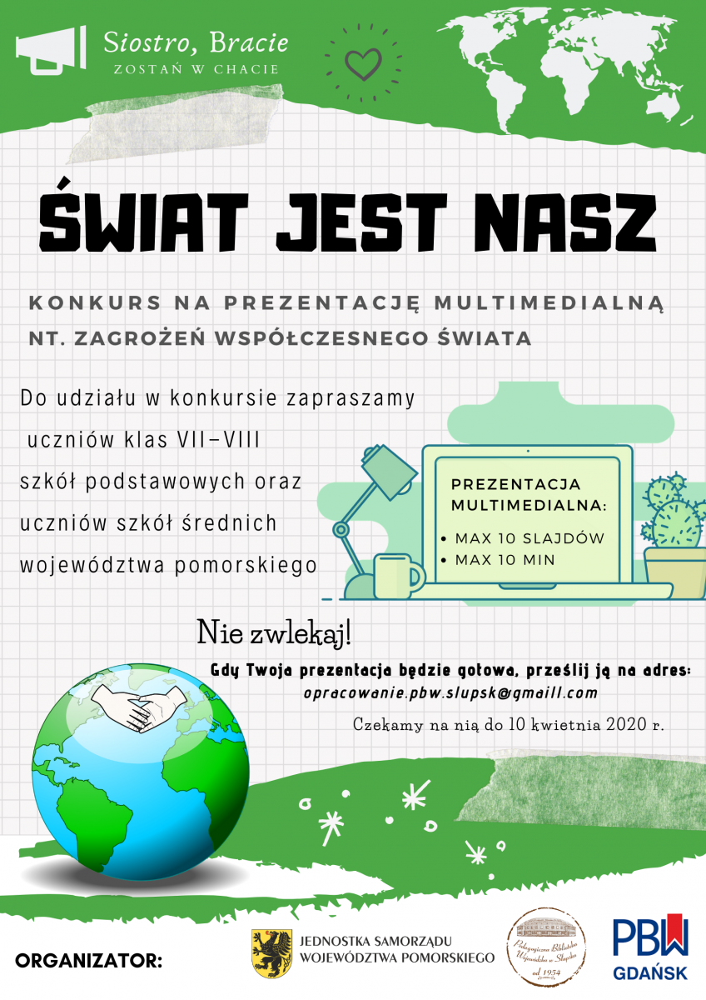 Siostro, Bracie
ZOSTAŃ W CHACIE
ŚWIAT JEST NASZ
KONKURS NA PREZENTACJĘ MULTIMEDIALNĄ
NT. ZAGROŻEŃ WSPÓŁCZESNEGO ŚWIATA
Do udziału w konkursie zapraszamy
uczniów klas VII–VIII
szkół podstawowych oraz
uczniów szkół średnich
województwa pomorskiego
PREZENTACJA
MULTIMEDIALNA:
• MAX 10 SLAJDÓW
• MAX 10 MIN
Nie zwlekaj!
Gdy Twoja prezentacja będzie gotowa, prześlij ją na adres:
opracowanie.pbw.slupsk@gmaill.com
Czekamy na nią do 10 kwietnia 2020 r.
ORGANIZATOR:
JEDNOSTKA SAMORZĄDU
WOJEWÓDZTWA POMORSKIEGO
Pedagogiczna Biblioteka
Wojewódzka w Słupsku
od 1954
PBW
GDAŃSK